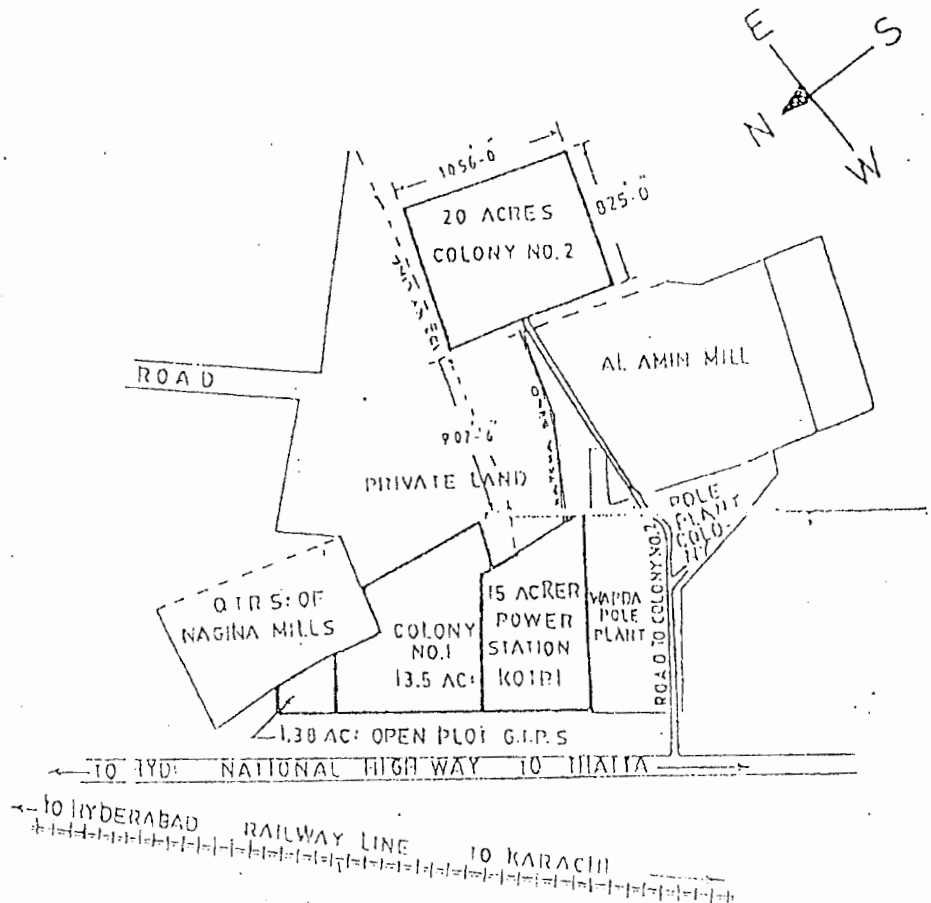 E
S
N
W
1056-0
825-0
20 ACRES
COLONY NO. 2
AL AMIN MILL
ROAD
907-6
PRIVATE LAND
POLE
PLANT
COLO-
NY
ROAD TO COLONY NO.2
QTRS: OF
NAGINA MILLS
COLONY
NO.1
13.5 AC:
15 ACRER
POWER
STATION
KOTRI
WAPDA
POLE
PLANT
1.38 AC: OPEN PLOT G.T.P.S
TO HYD: NATIONAL HIGH WAY TO THATTA
TO HYDERABAD RAILWAY LINE TO KARACHI